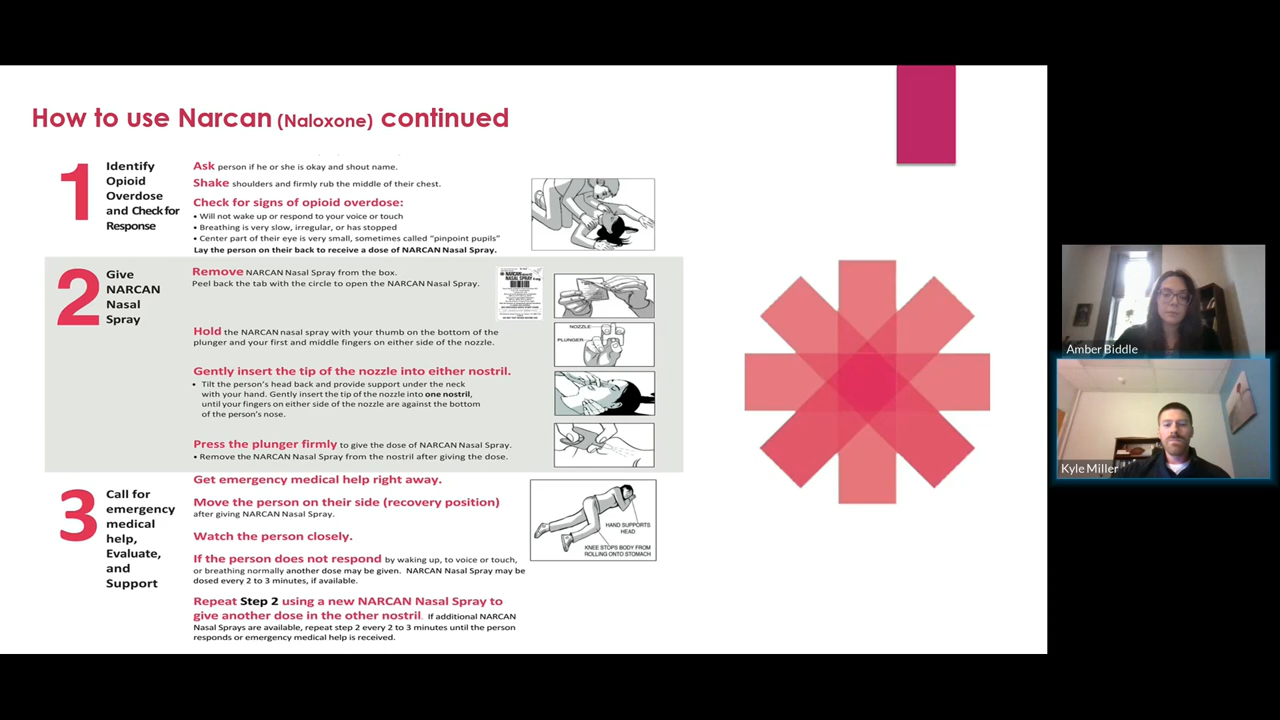 How to use Narcan (Naloxone) continued
1
Identify
Opioid
Overdose
and Check for
Response
Ask person if he or she is okay and shout name.
Shake shoulders and firmly rub the middle of their chest.
Check for signs of opioid overdose:
• Will not wake up or respond to your voice or touch
• Breathing is very slow, irregular, or has stopped
• Center part of their eye is very small, sometimes called "pinpoint pupils"
Lay the person on their back to receive a dose of NARCAN Nasal Spray.
2
Give
NARCAN
Nasal
Spray
Remove NARCAN Nasal Spray from the box.
Peel back the tab with the circle to open the NARCAN Nasal Spray.
NARCAN
NASAL SPRAY
Hold the NARCAN nasal spray with your thumb on the bottom of the
plunger and your first and middle fingers on either side of the nozzle.
NOZZLE
PLUNGER
Gently insert the tip of the nozzle into either nostril.
• Tilt the person's head back and provide support under the neck
with your hand. Gently insert the tip of the nozzle into one nostril,
until your fingers on either side of the nozzle are against the bottom
of the person's nose.
Press the plunger firmly to give the dose of NARCAN Nasal Spray.
• Remove the NARCAN Nasal Spray from the nostril after giving the dose.
3
Call for
emergency
medical
help,
Evaluate,
and
Support
Get emergency medical help right away.
Move the person on their side (recovery position)
after giving NARCAN Nasal Spray.
Watch the person closely.
If the person does not respond by waking up, to voice or touch,
or breathing normally another dose may be given. NARCAN Nasal Spray may be
dosed every 2 to 3 minutes, if available.
Repeat Step 2 using a new NARCAN Nasal Spray to
give another dose in the other nostril. If additional NARCAN
Nasal Sprays are available, repeat step 2 every 2 to 3 minutes until the person
responds or emergency medical help is received.
HAND SUPPORTS
HEAD
KNEE STOPS BODY FROM
ROLLING ONTO STOMACH
Amber Biddle
Kyle Miller